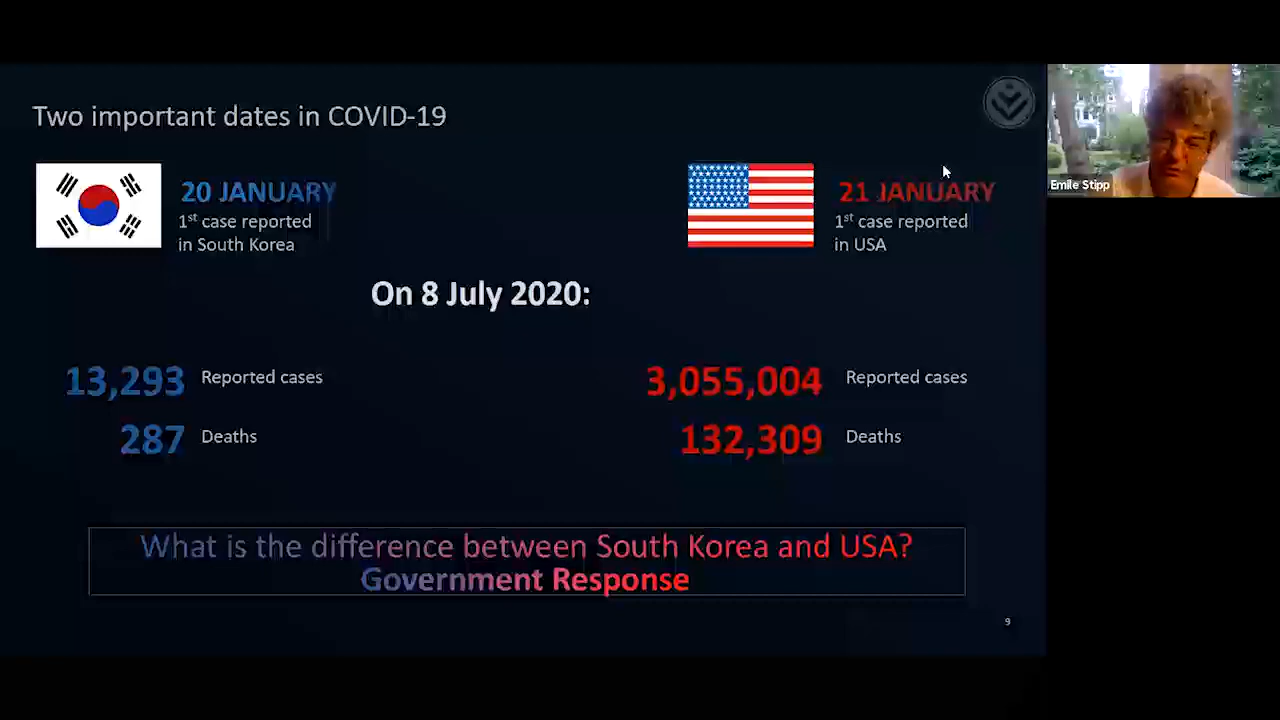 Two important dates in COVID-19
20 JANUARY
1st case reported
in South Korea
21 JANUARY
1st case reported
in USA
Emile Stipp
On 8 July 2020:
13,293 Reported cases
287 Deaths
3,055,004 Reported cases
132,309 Deaths
What is the difference between South Korea and USA?
Government Response
9